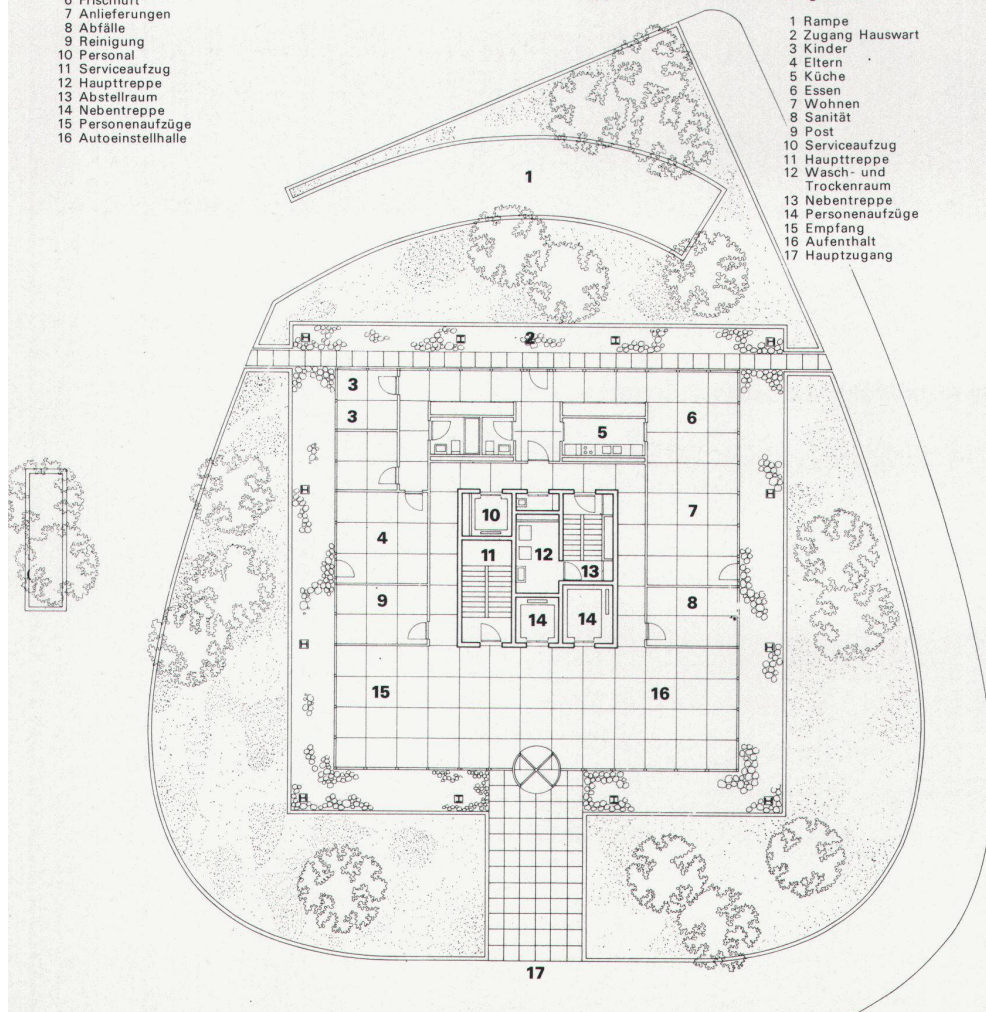 6 Frischluft
7 Anlieferungen
8 Abfälle
9 Reinigung
10 Personal
11 Serviceaufzug
12 Haupttreppe
13 Abstellraum
14 Nebentreppe
15 Personenaufzüge
16 Autoeinstellhalle
1 Rampe
2 Zugang Hauswart
3 Kinder
4 Eltern
5 Küche
6 Essen
7 Wohnen
8 Sanität
9 Post
10 Serviceaufzug
11 Haupttreppe
12 Wasch- und
Trockenraum
13 Nebentreppe
14 Personenaufzüge
15 Empfang
16 Aufenthalt
17 Hauptzugang
1
2
3
3
6
5
10
7
4
11
12
13
9
14
14
8
15
16
17